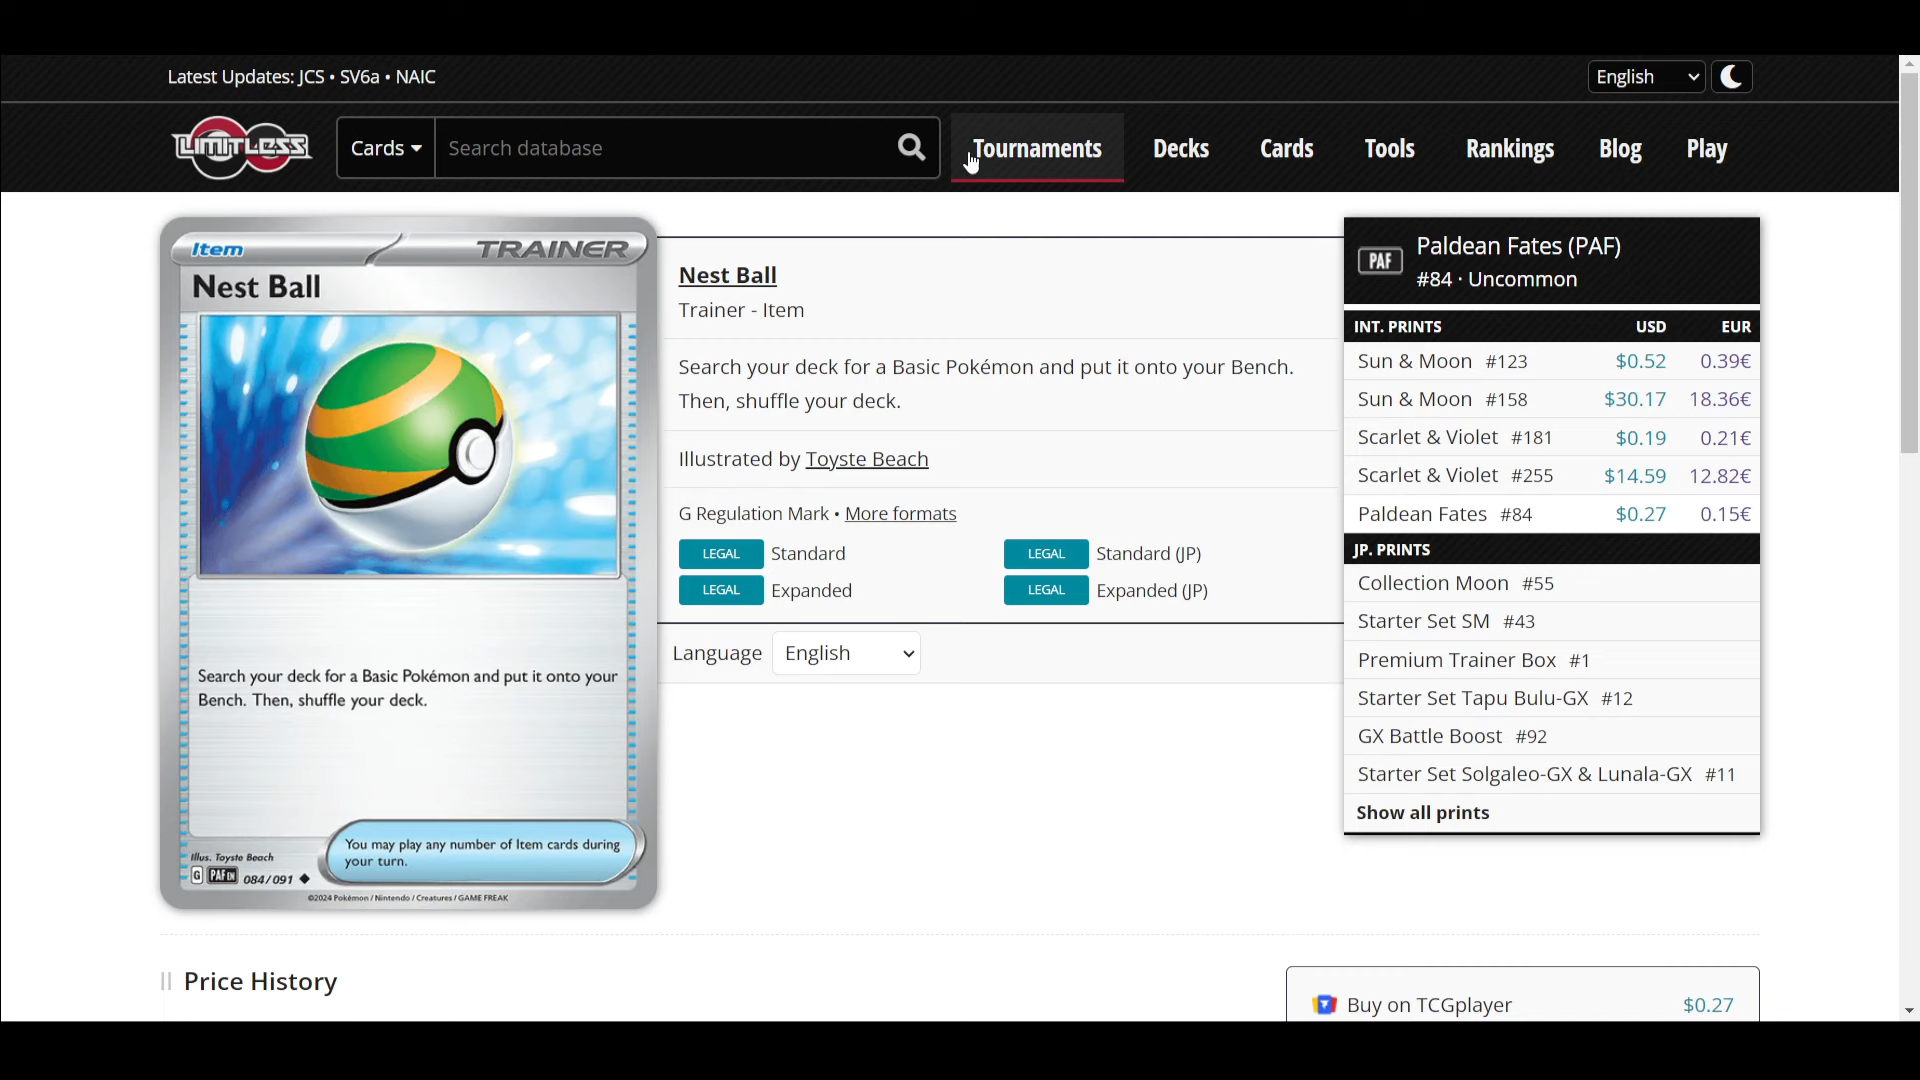 Latest Updates: JCS • SV6a • NAIC
English
LIMITLESS
Cards
Search database
Tournaments
Decks
Cards
Tools
Rankings
Blog
Play
Item
TRAINER
Nest Ball
Search your deck for a Basic Pokémon and put it onto your
Bench. Then, shuffle your deck.
You may play any number of Item cards during
your turn.
Illus. Toyste Beach
G PAF EN 084/091
©2024 Pokémon / Nintendo / Creatures / GAME FREAK
Nest Ball
Trainer - Item
Search your deck for a Basic Pokémon and put it onto your Bench.
Then, shuffle your deck.
Illustrated by Toyste Beach
G Regulation Mark • More formats
LEGAL Standard
LEGAL Standard (JP)
LEGAL Expanded
LEGAL Expanded (JP)
Language English
PAF
Paldean Fates (PAF)
#84 · Uncommon
INT. PRINTS USD EUR
Sun & Moon #123 $0.52 0.39€
Sun & Moon #158 $30.17 18.36€
Scarlet & Violet #181 $0.19 0.21€
Scarlet & Violet #255 $14.59 12.82€
Paldean Fates #84 $0.27 0.15€
JP. PRINTS
Collection Moon #55
Starter Set SM #43
Premium Trainer Box #1
Starter Set Tapu Bulu-GX #12
GX Battle Boost #92
Starter Set Solgaleo-GX & Lunala-GX #11
Show all prints
Price History
Buy on TCGplayer $0.27